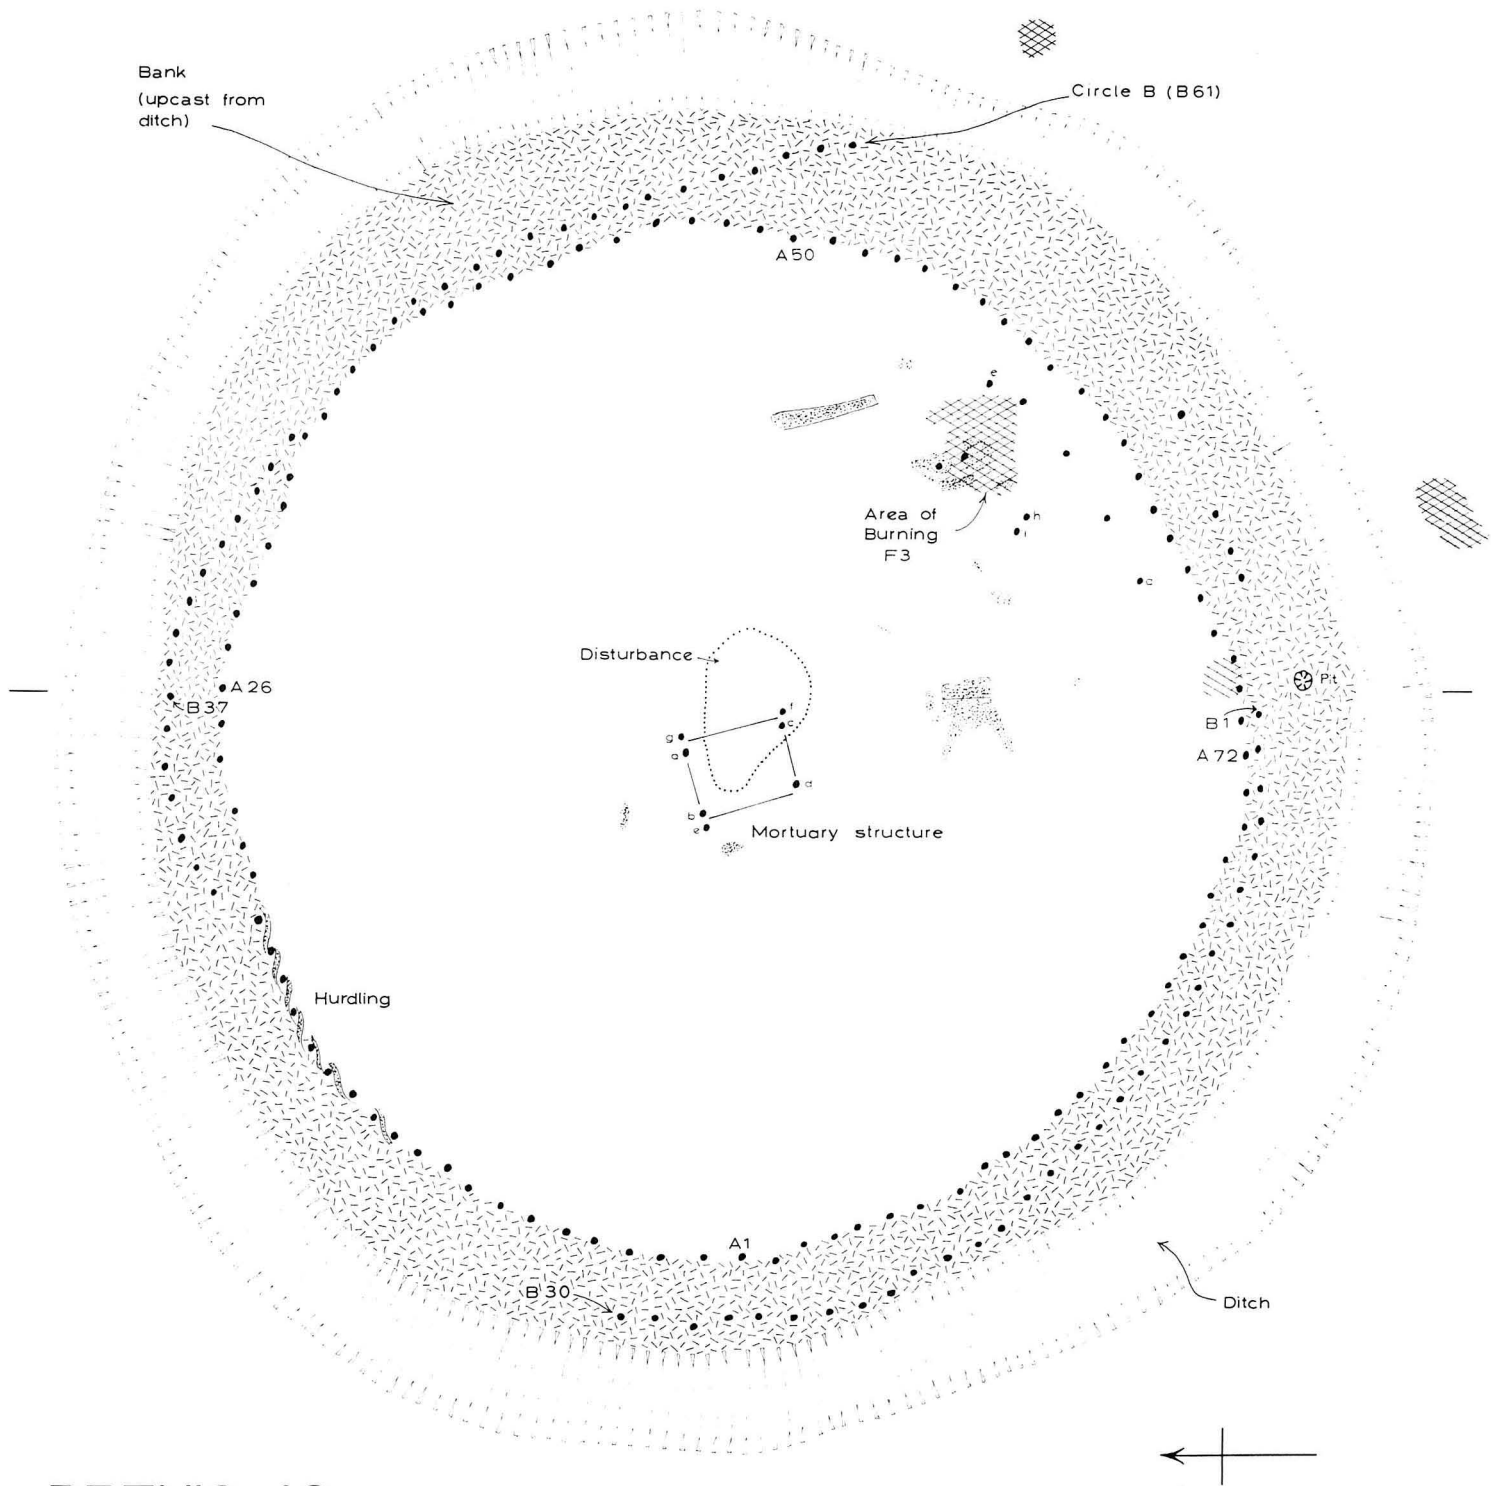 Bank
(upcast from
ditch)
Circle B (B61)
A50
e
Area of
Burning
F3
h
i
c
Disturbance
A26
B37
Pit
B1
A72
f
c
g
a
d
b
e
Mortuary structure
Hurdling
A1
B30
Ditch